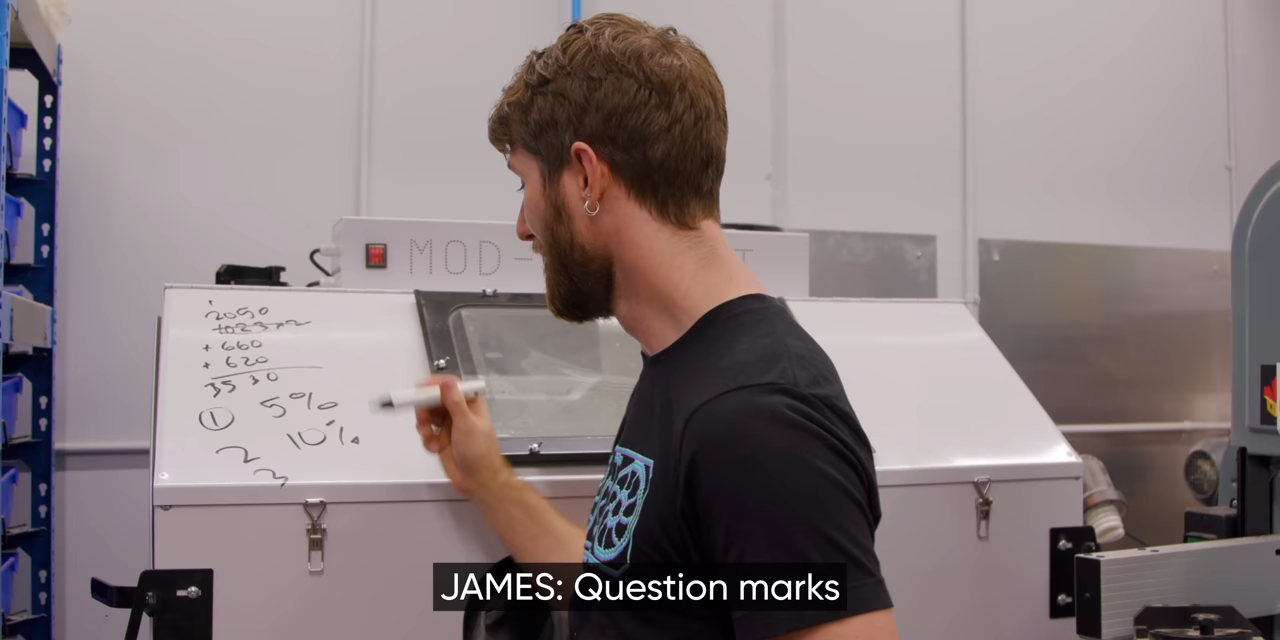 MOD-
T
2050
+ 660
+ 620
3530
① 5%
2 10%
3
JAMES: Question marks